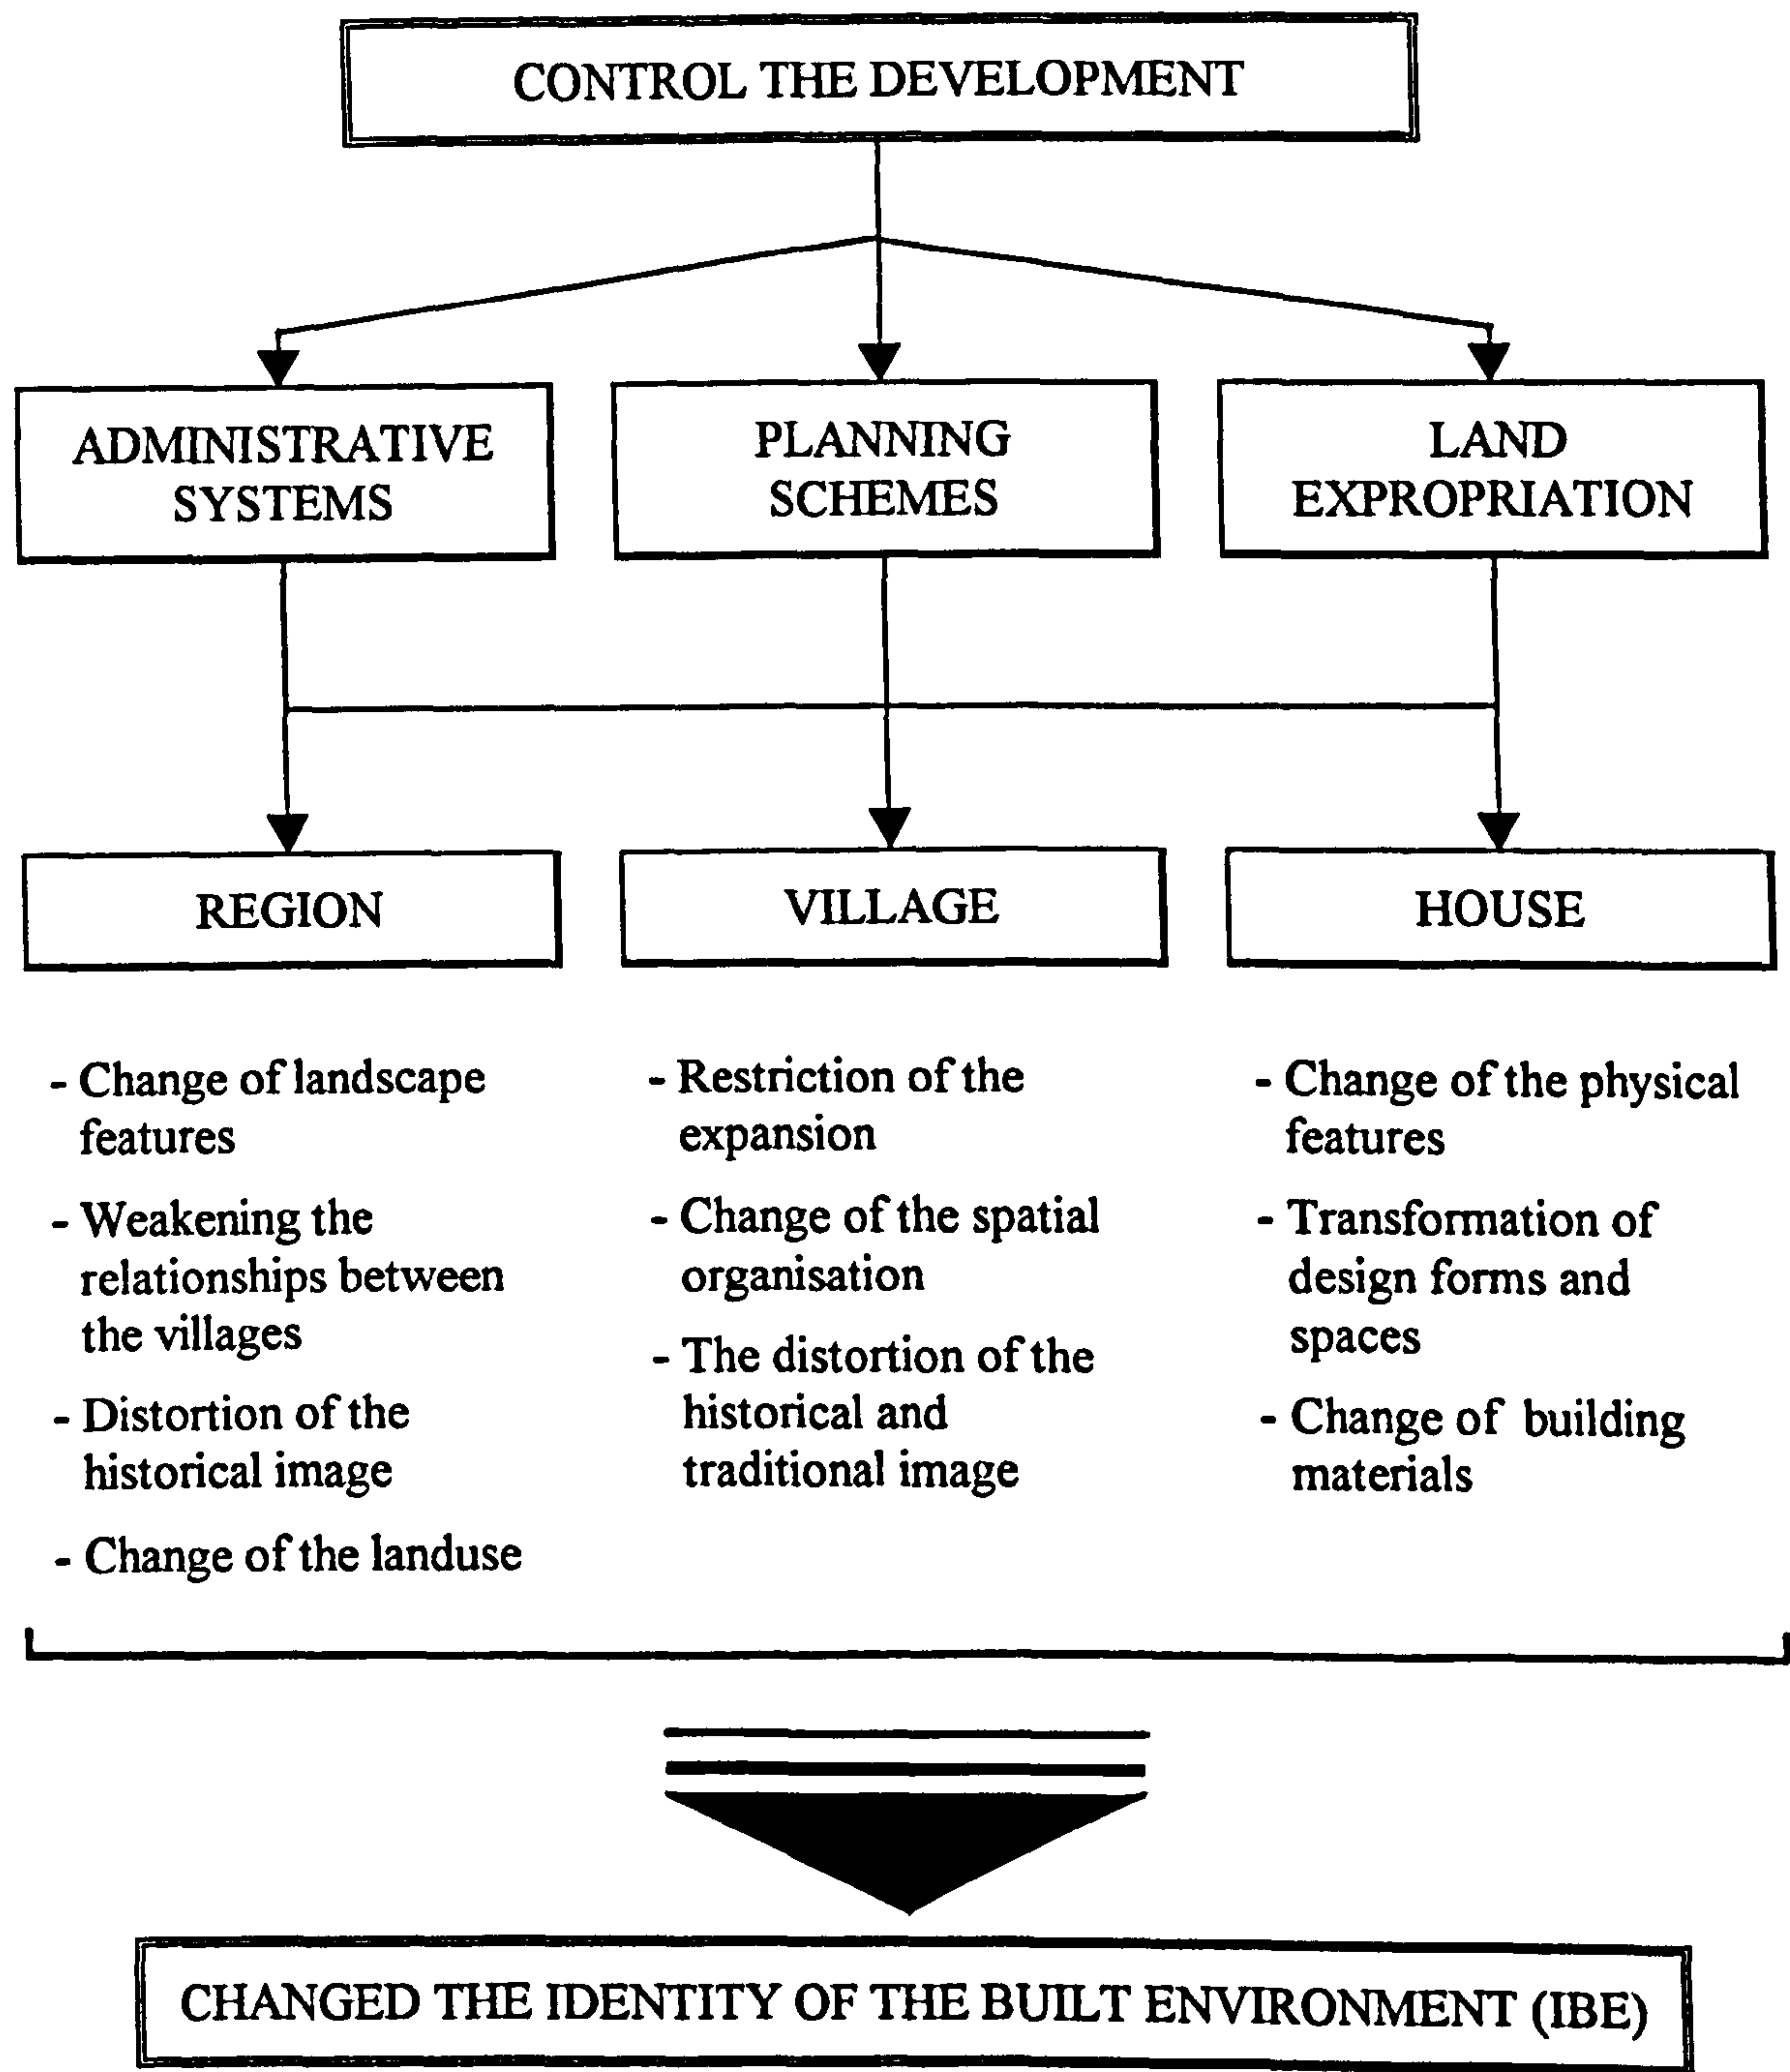 CONTROL THE DEVELOPMENT
ADMINISTRATIVE
SYSTEMS
PLANNING
SCHEMES
LAND
EXPROPRIATION
REGION
VILLAGE
HOUSE
- Change of landscape
features
- Weakening the
relationships between
the villages
- Distortion of the
historical image
- Change of the landuse
- Restriction of the
expansion
- Change of the spatial
organisation
- The distortion of the
historical and
traditional image
- Change of the physical
features
- Transformation of
design forms and
spaces
- Change of building
materials
CHANGED THE IDENTITY OF THE BUILT ENVIRONMENT (IBE)